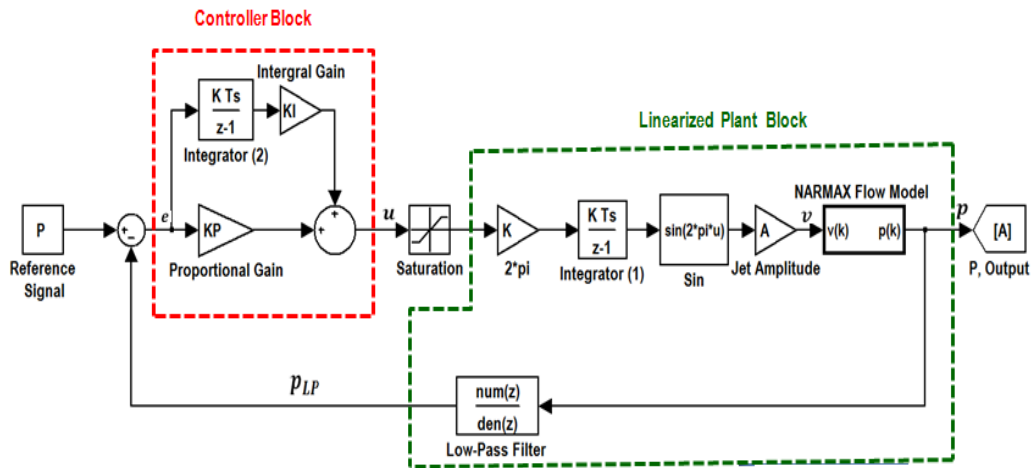 Controller Block
Intergral Gain
K Ts
z-1
KI
Integrator (2)
Linearized Plant Block
NARMAX Flow Model
P
Reference
Signal
+
-
e
KP
Proportional Gain
+
+
u
Saturation
K
2*pi
K Ts
z-1
Integrator (1)
sin(2*pi*u)
Sin
A
Jet Amplitude
v
v(k)
p(k)
p
[A]
P, Output
pLP
num(z)
den(z)
Low-Pass Filter